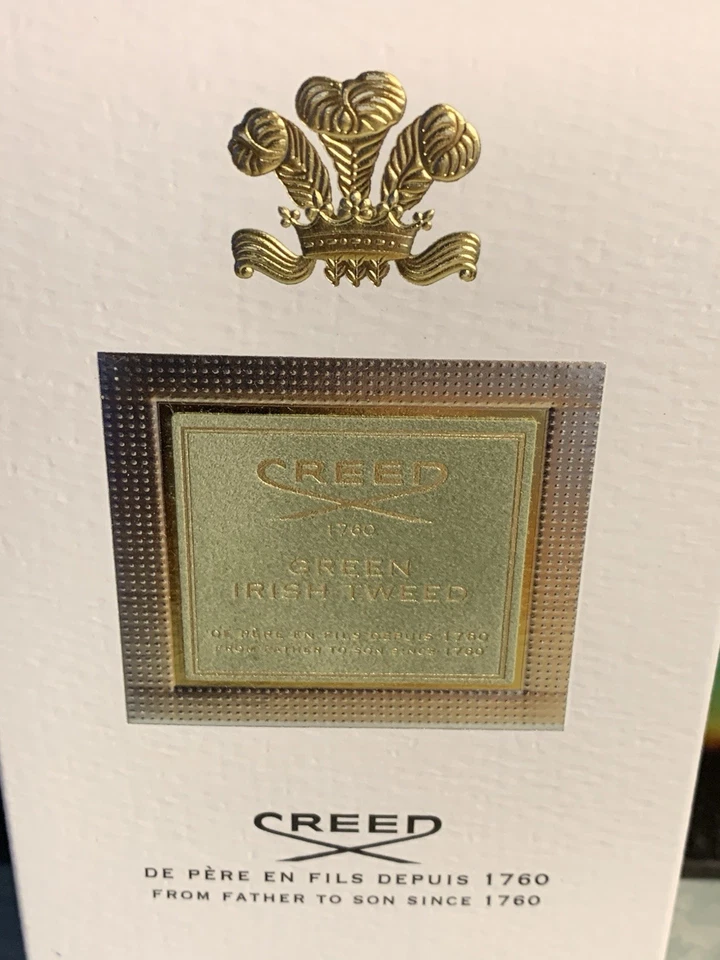 CREED
1760
GREEN
IRISH TWEED
DE PÈRE EN FILS DEPUIS 1760
FROM FATHER TO SON SINCE 1760
CREED
DE PÈRE EN FILS DEPUIS 1760
FROM FATHER TO SON SINCE 1760